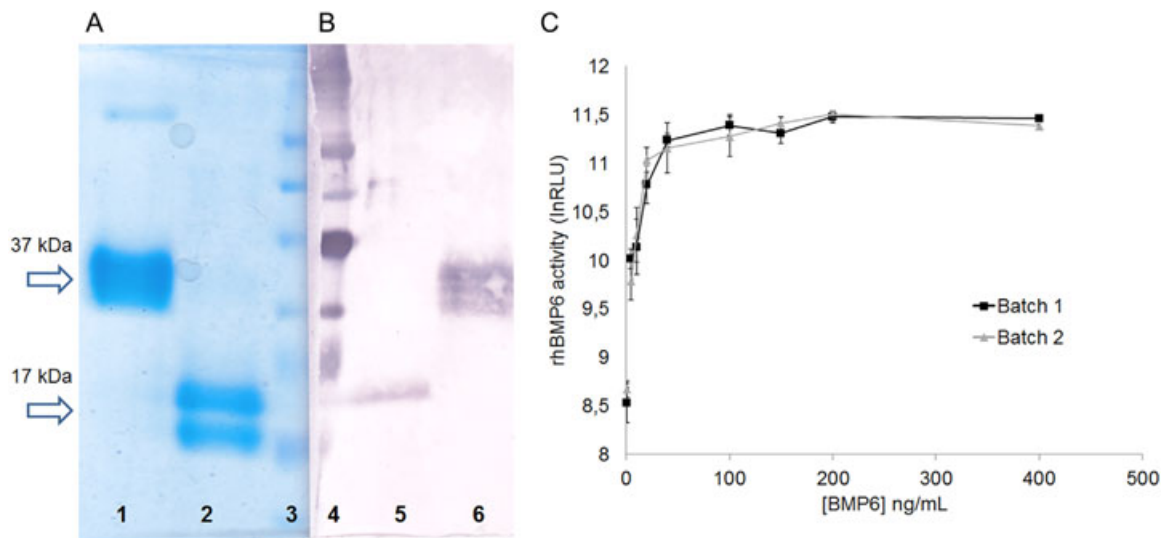 A
B
C
37 kDa
17 kDa
1 2 3 4 5 6
rhBMP6 activity (lnRLU)
12
11,5
11
10,5
10
9,5
9
8,5
8
Batch 1
Batch 2
0 100 200 300 400 500
[BMP6] ng/mL